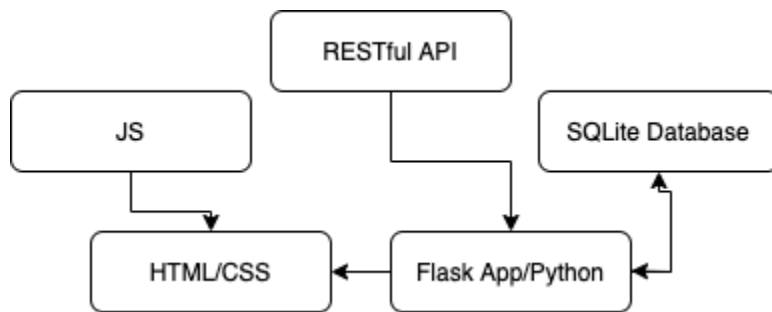 RESTful API
JS
SQLite Database
HTML/CSS
Flask App/Python